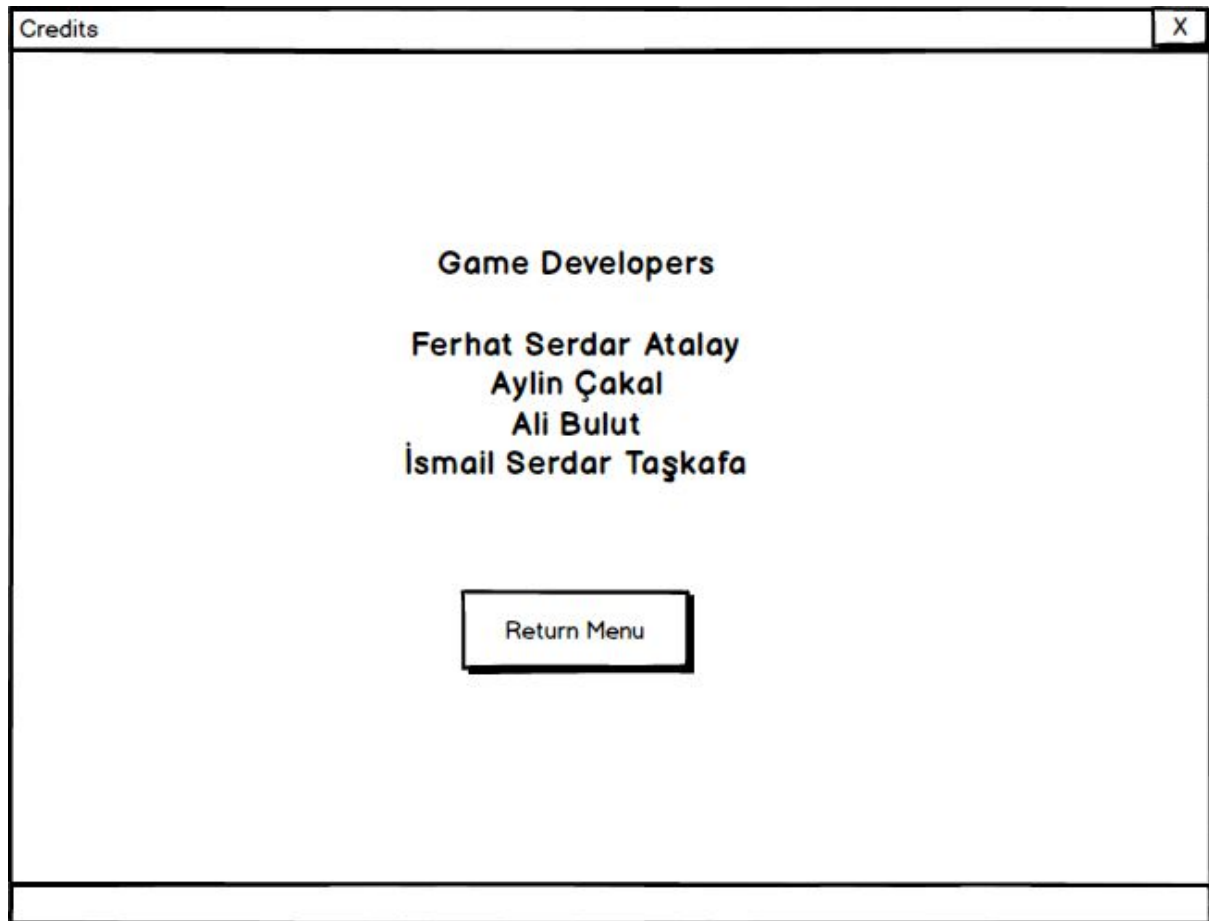 Credits
X
Game Developers
Ferhat Serdar Atalay
Aylin Çakal
Ali Bulut
İsmail Serdar Taşkafa
Return Menu